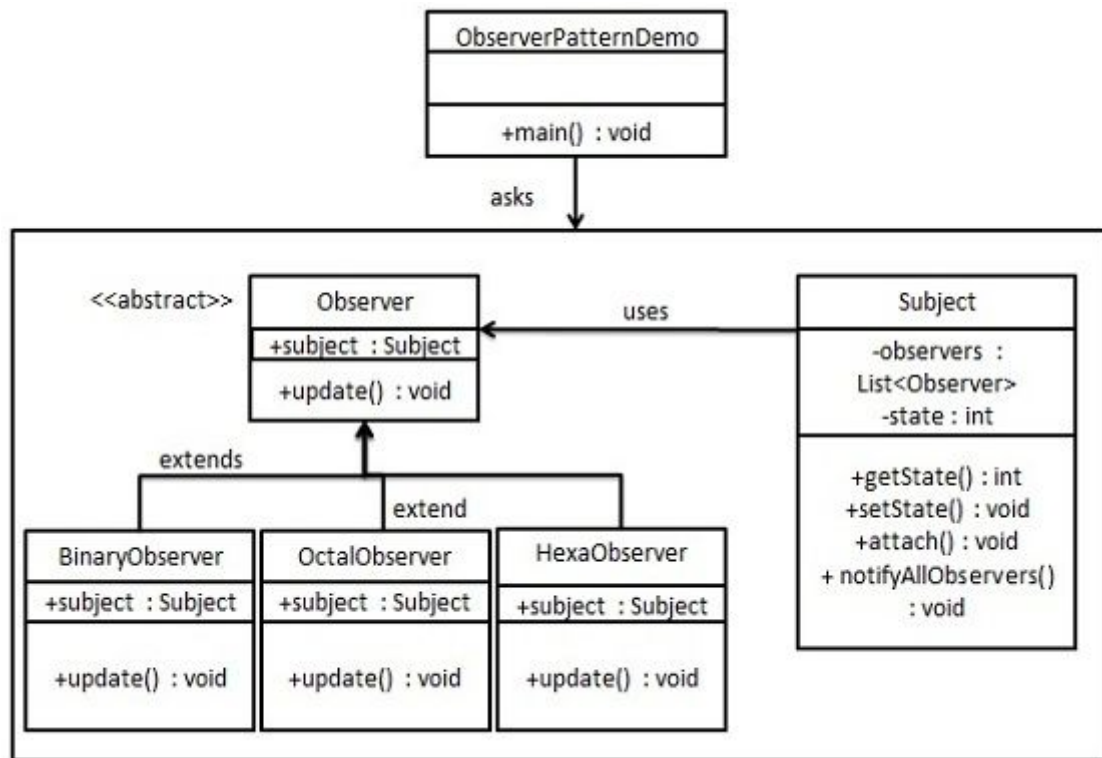 ObserverPatternDemo
+main() : void
asks
<<abstract>>
Observer
+subject : Subject
+update() : void
uses
Subject
-observers :
List<Observer>
-state : int
+getState() : int
+setState() : void
+attach() : void
+ notifyAllObservers()
: void
extends
extend
BinaryObserver
+subject : Subject
+update() : void
OctalObserver
+subject : Subject
+update() : void
HexaObserver
+subject : Subject
+update() : void